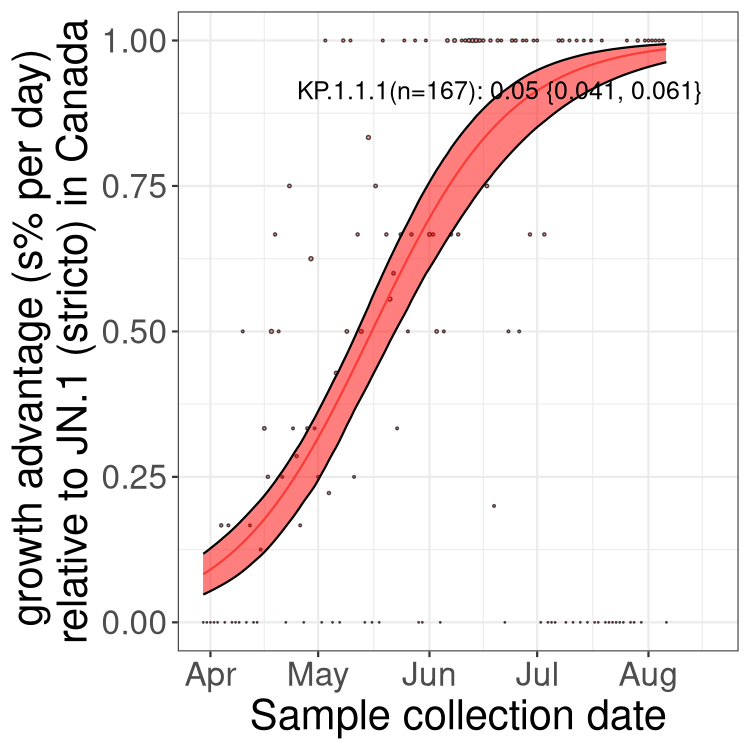 growth advantage (s% per day)
relative to JN.1 (stricto) in Canada
1.00
0.75
0.50
0.25
0.00
KP.1.1.1(n=167): 0.05 {0.041, 0.061}
Apr May Jun Jul Aug
Sample collection date